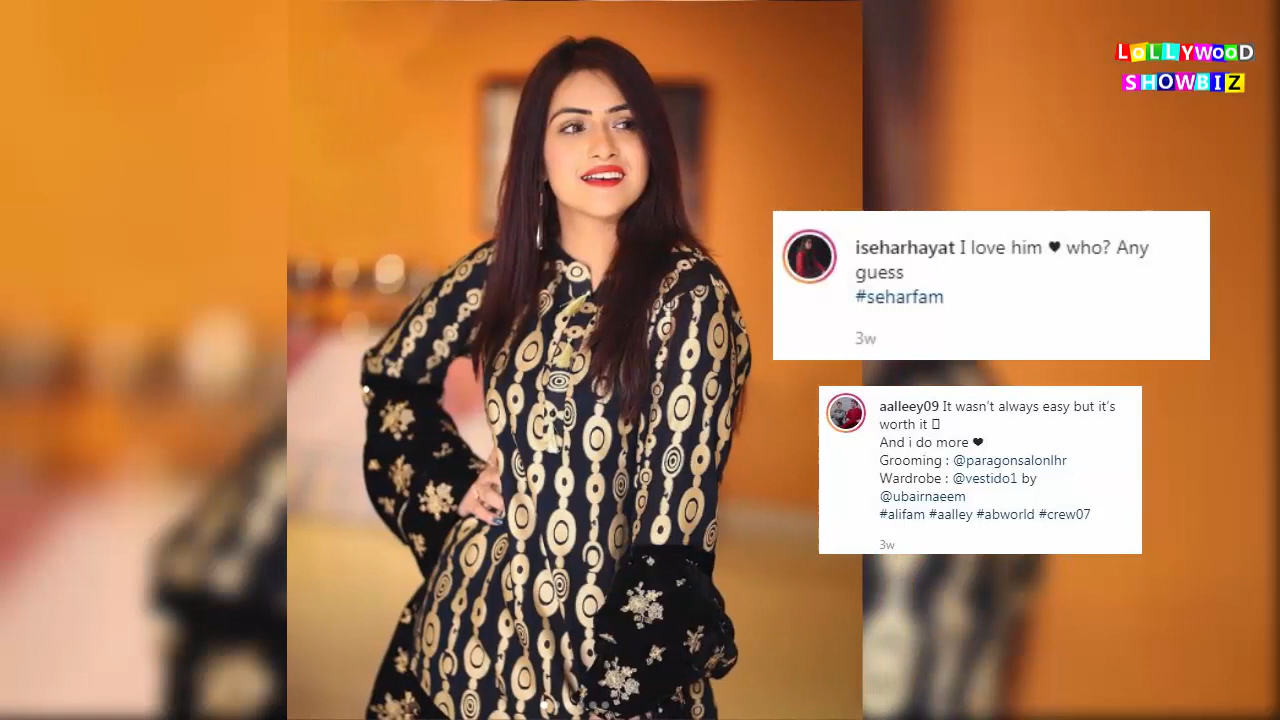 LOLLYWOOD
SHOWBIZ
iseharhayat I love him ♥ who? Any
guess
#seharfam
3w
aalleey09 It wasn't always easy but it's
worth it
And i do more ❤
Grooming : @paragonsalonlhr
Wardrobe : @vestido1 by
@ubairnaeem
#alifam #aalley #abworld #crew07
3w